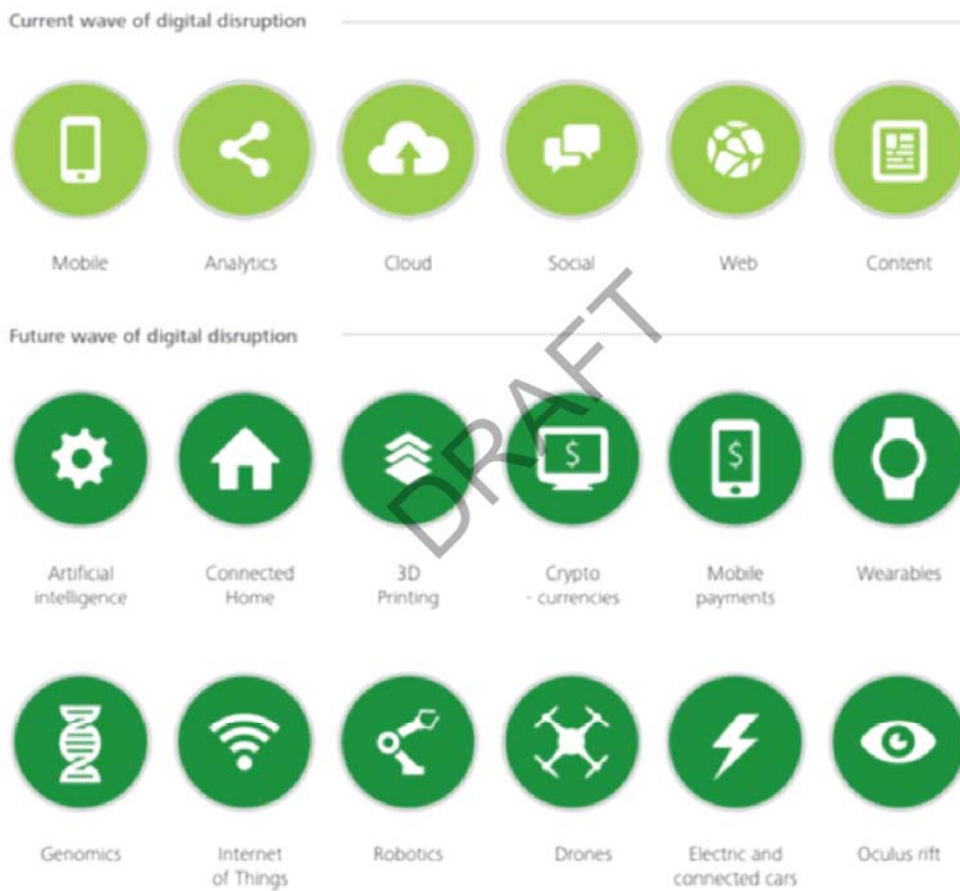 Current wave of digital disruption
Mobile
Analytics
Cloud
Social
Web
Content
Future wave of digital disruption
Artificial
intelligence
Connected
Home
3D
Printing
Crypto
- currencies
Mobile
payments
Wearables
$
$
Genomics
Internet
of Things
Robotics
Drones
Electric and
connected cars
Oculus rift
DRAFT